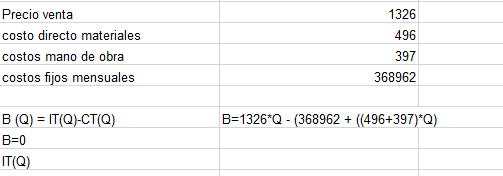 Precio venta 1326
costo directo materiales 496
costos mano de obra 397
costos fijos mensuales 368962
B (Q) = IT(Q)-CT(Q) B=1326*Q - (368962 + ((496+397)*Q)
B=0
IT(Q)